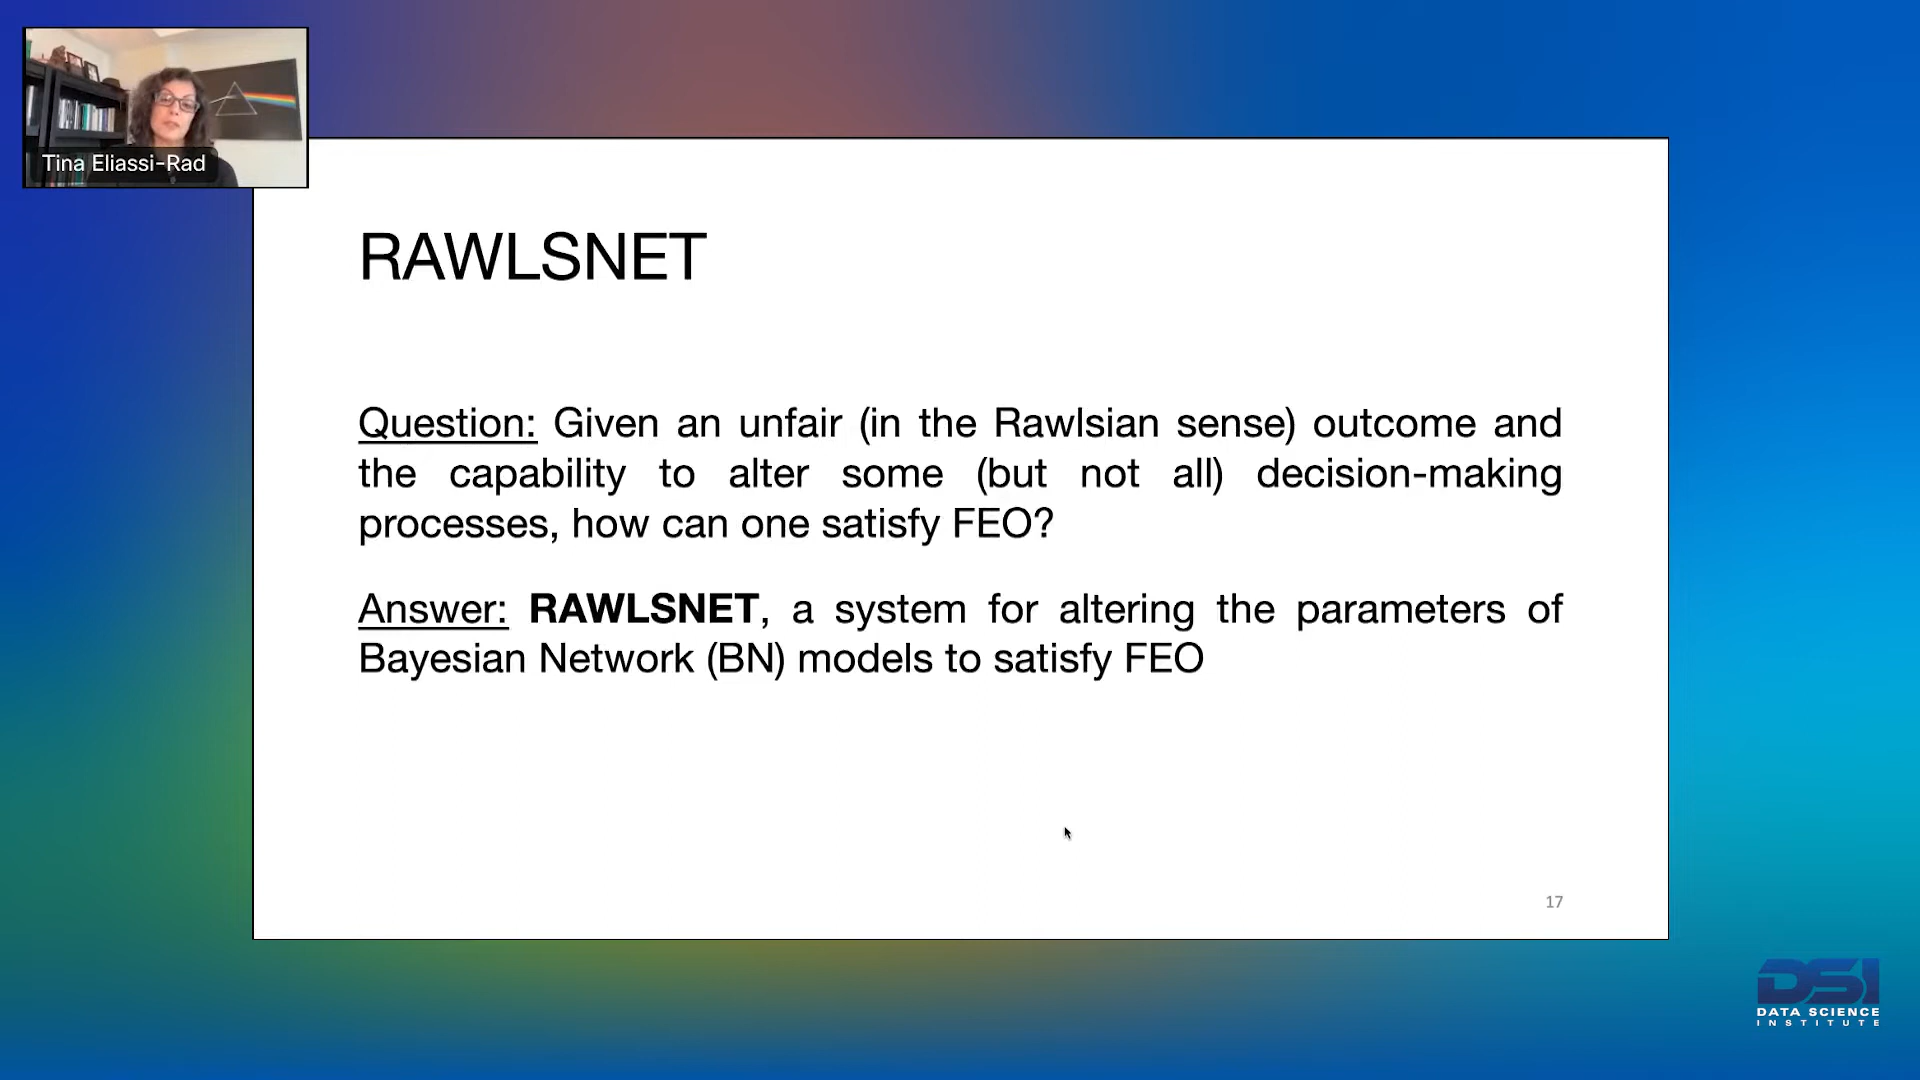 Tina Eliassi-Rad
RAWLSNET
Question: Given an unfair (in the Rawlsian sense) outcome and
the capability to alter some (but not all) decision-making
processes, how can one satisfy FEO?
Answer: RAWLSNET, a system for altering the parameters of
Bayesian Network (BN) models to satisfy FEO
17
DSI
DATA SCIENCE
INSTITUTE